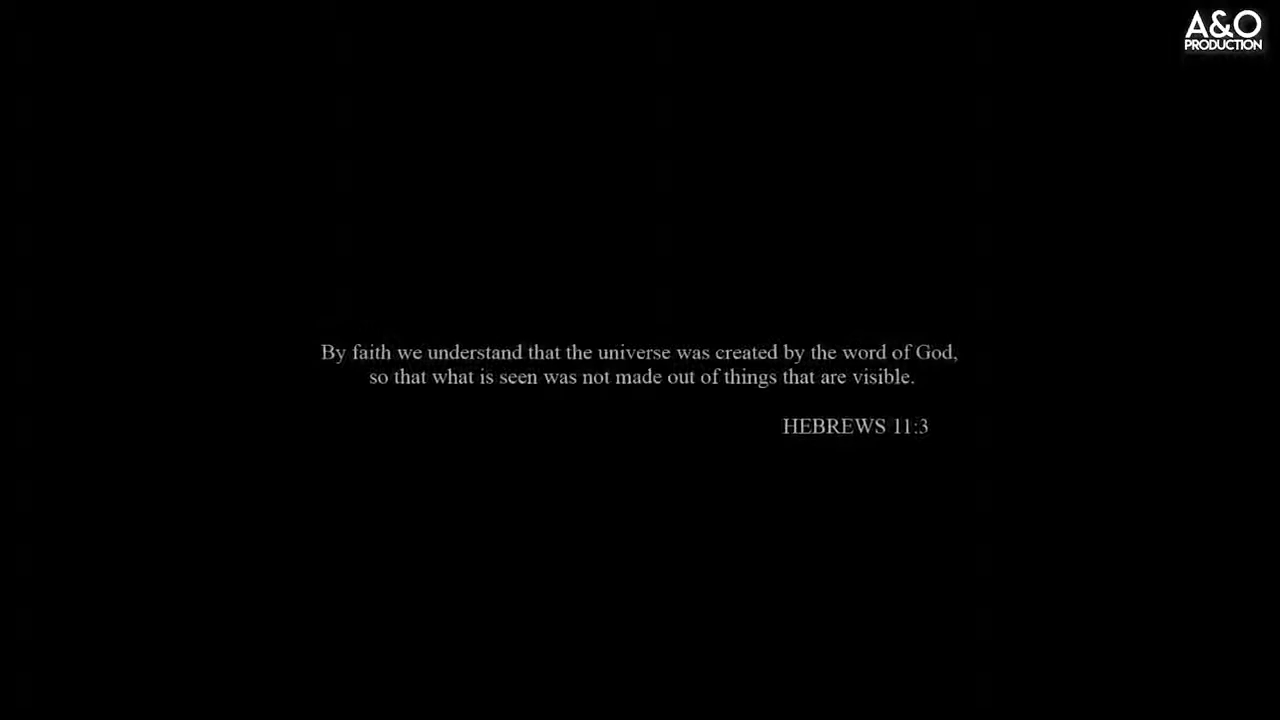 A&O
PRODUCTION
By faith we understand that the universe was created by the word of God,
so that what is seen was not made out of things that are visible.
HEBREWS 11:3